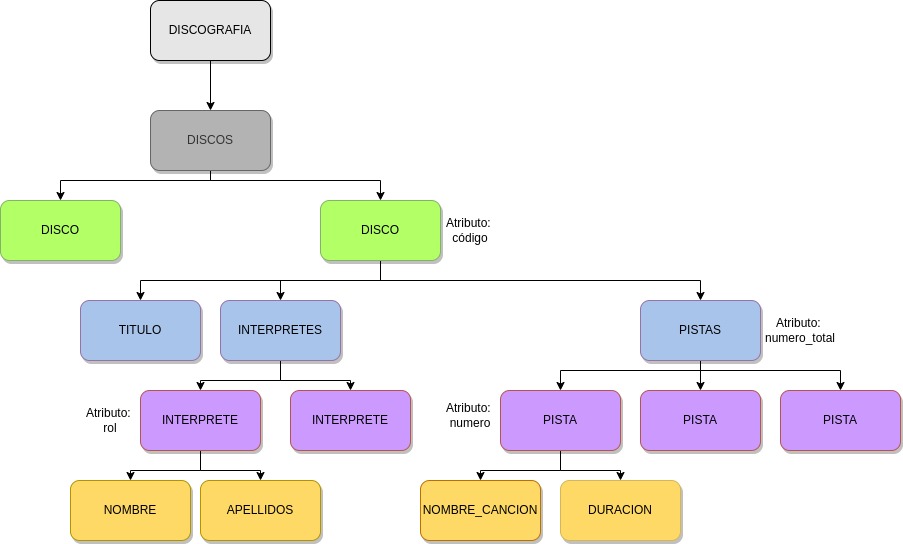 DISCOGRAFIA
DISCOS
DISCO
DISCO
Atributo:
código
TITULO
INTERPRETES
PISTAS
Atributo:
numero_total
Atributo:
rol
INTERPRETE
INTERPRETE
Atributo:
numero
PISTA
PISTA
PISTA
NOMBRE
APELLIDOS
NOMBRE_CANCION
DURACION